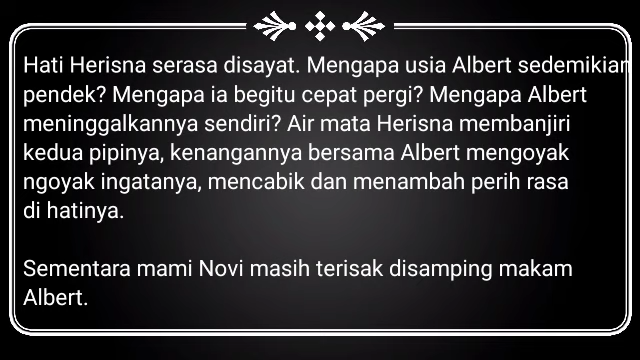 Hati Herisna serasa disayat. Mengapa usia Albert sedemikian
pendek? Mengapa ia begitu cepat pergi? Mengapa Albert
meninggalkannya sendiri? Air mata Herisna membanjiri
kedua pipinya, kenangannya bersama Albert mengoyak
ngoyak ingatanya, mencabik dan menambah perih rasa
di hatinya.
Sementara mami Novi masih terisak disamping makam
Albert.